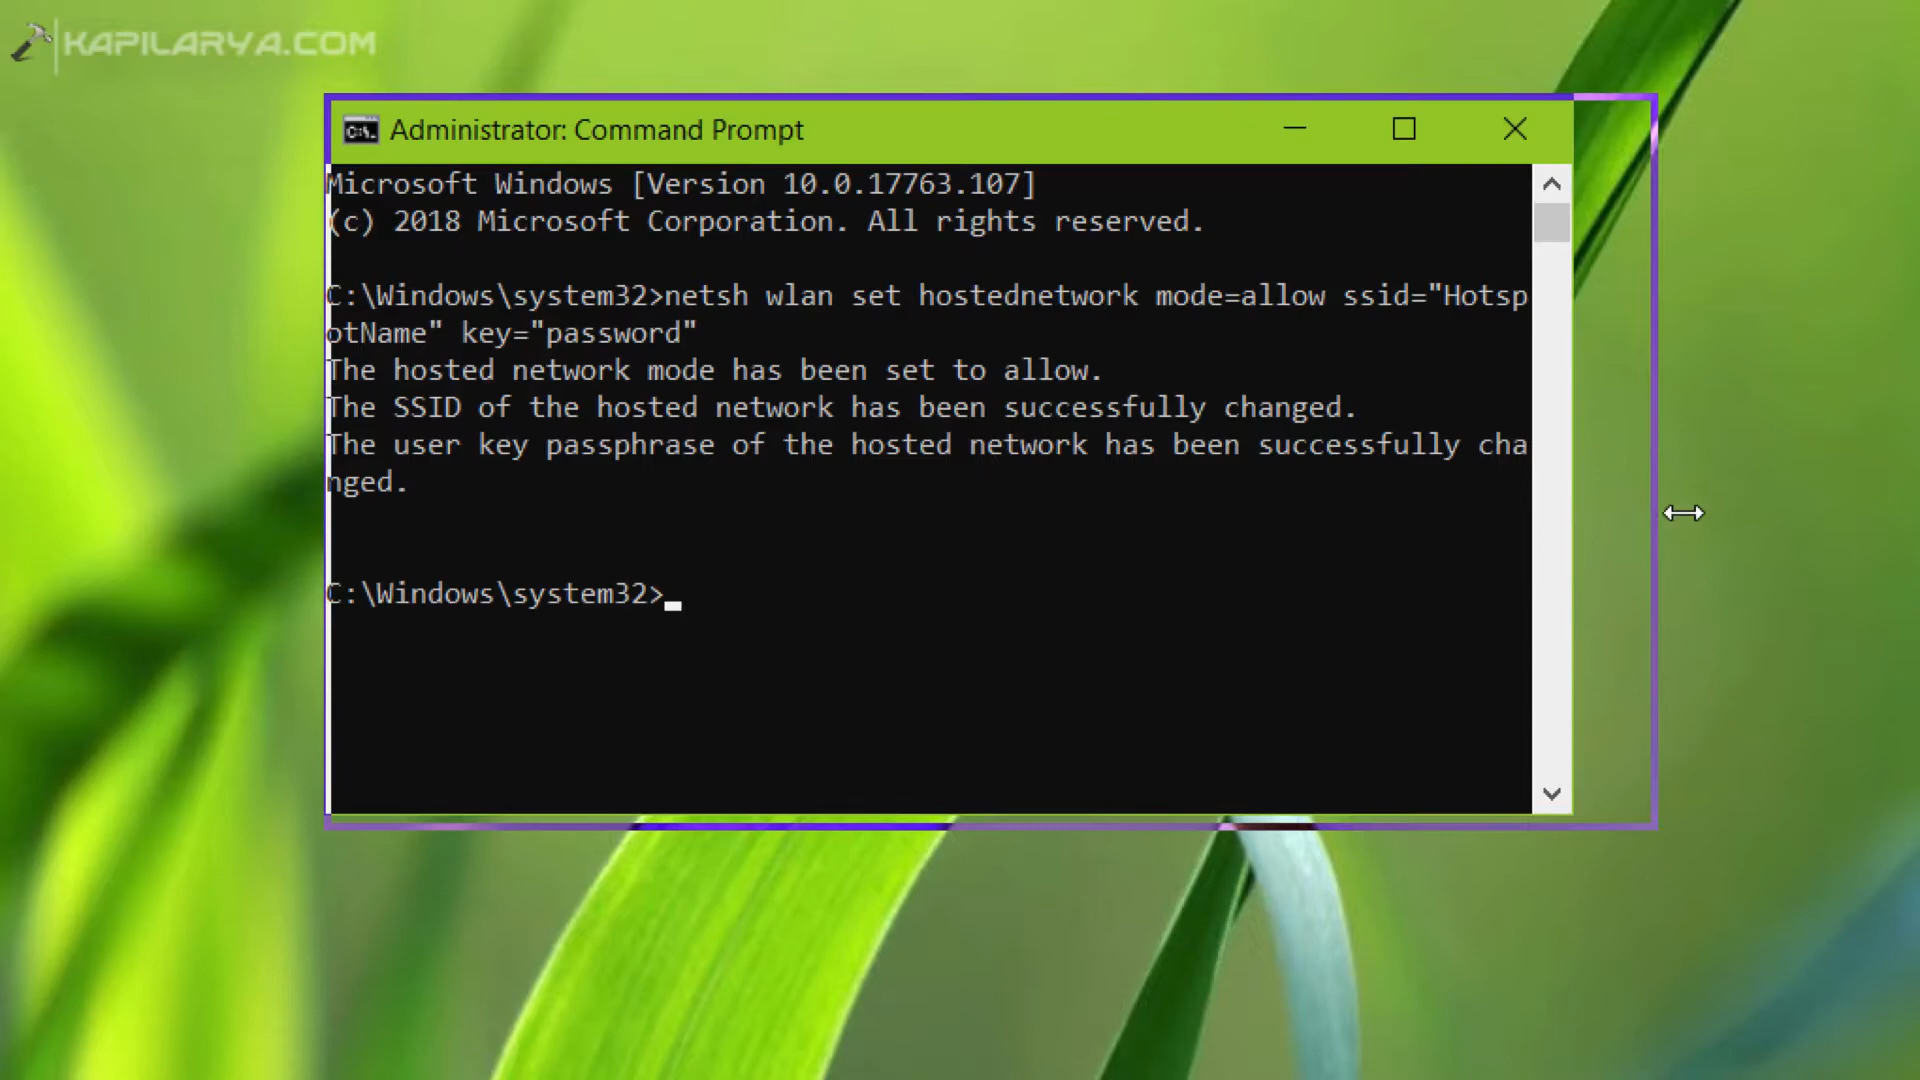 KAPILARYA.COM
Administrator: Command Prompt
Microsoft Windows [Version 10.0.17763.107]
(c) 2018 Microsoft Corporation. All rights reserved.
C:\Windows\system32>netsh wlan set hostednetwork mode=allow ssid="Hotsp
otName" key="password"
The hosted network mode has been set to allow.
The SSID of the hosted network has been successfully changed.
The user key passphrase of the hosted network has been successfully cha
nged.
C:\Windows\system32>